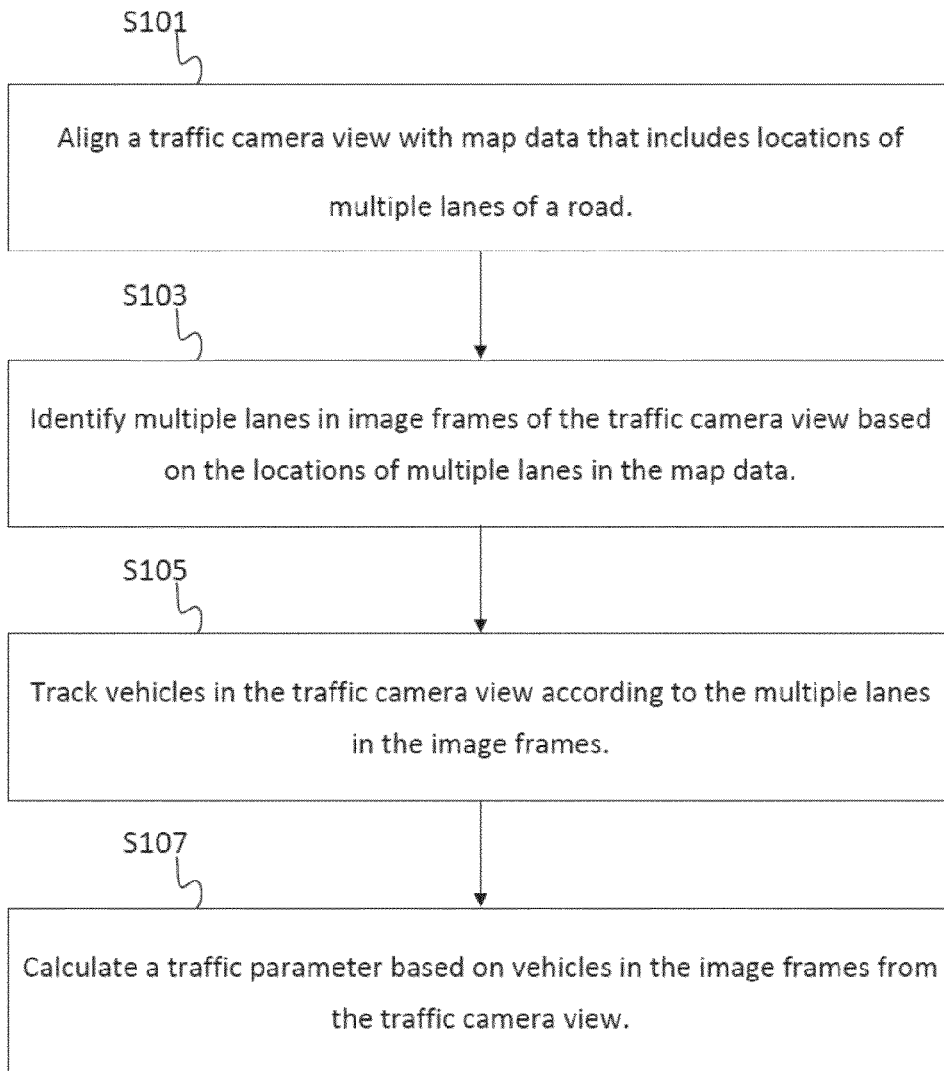 S101
Align a traffic camera view with map data that includes locations of
multiple lanes of a road.
S103
Identify multiple lanes in image frames of the traffic camera view based
on the locations of multiple lanes in the map data.
S105
Track vehicles in the traffic camera view according to the multiple lanes
in the image frames.
S107
Calculate a traffic parameter based on vehicles in the image frames from
the traffic camera view.